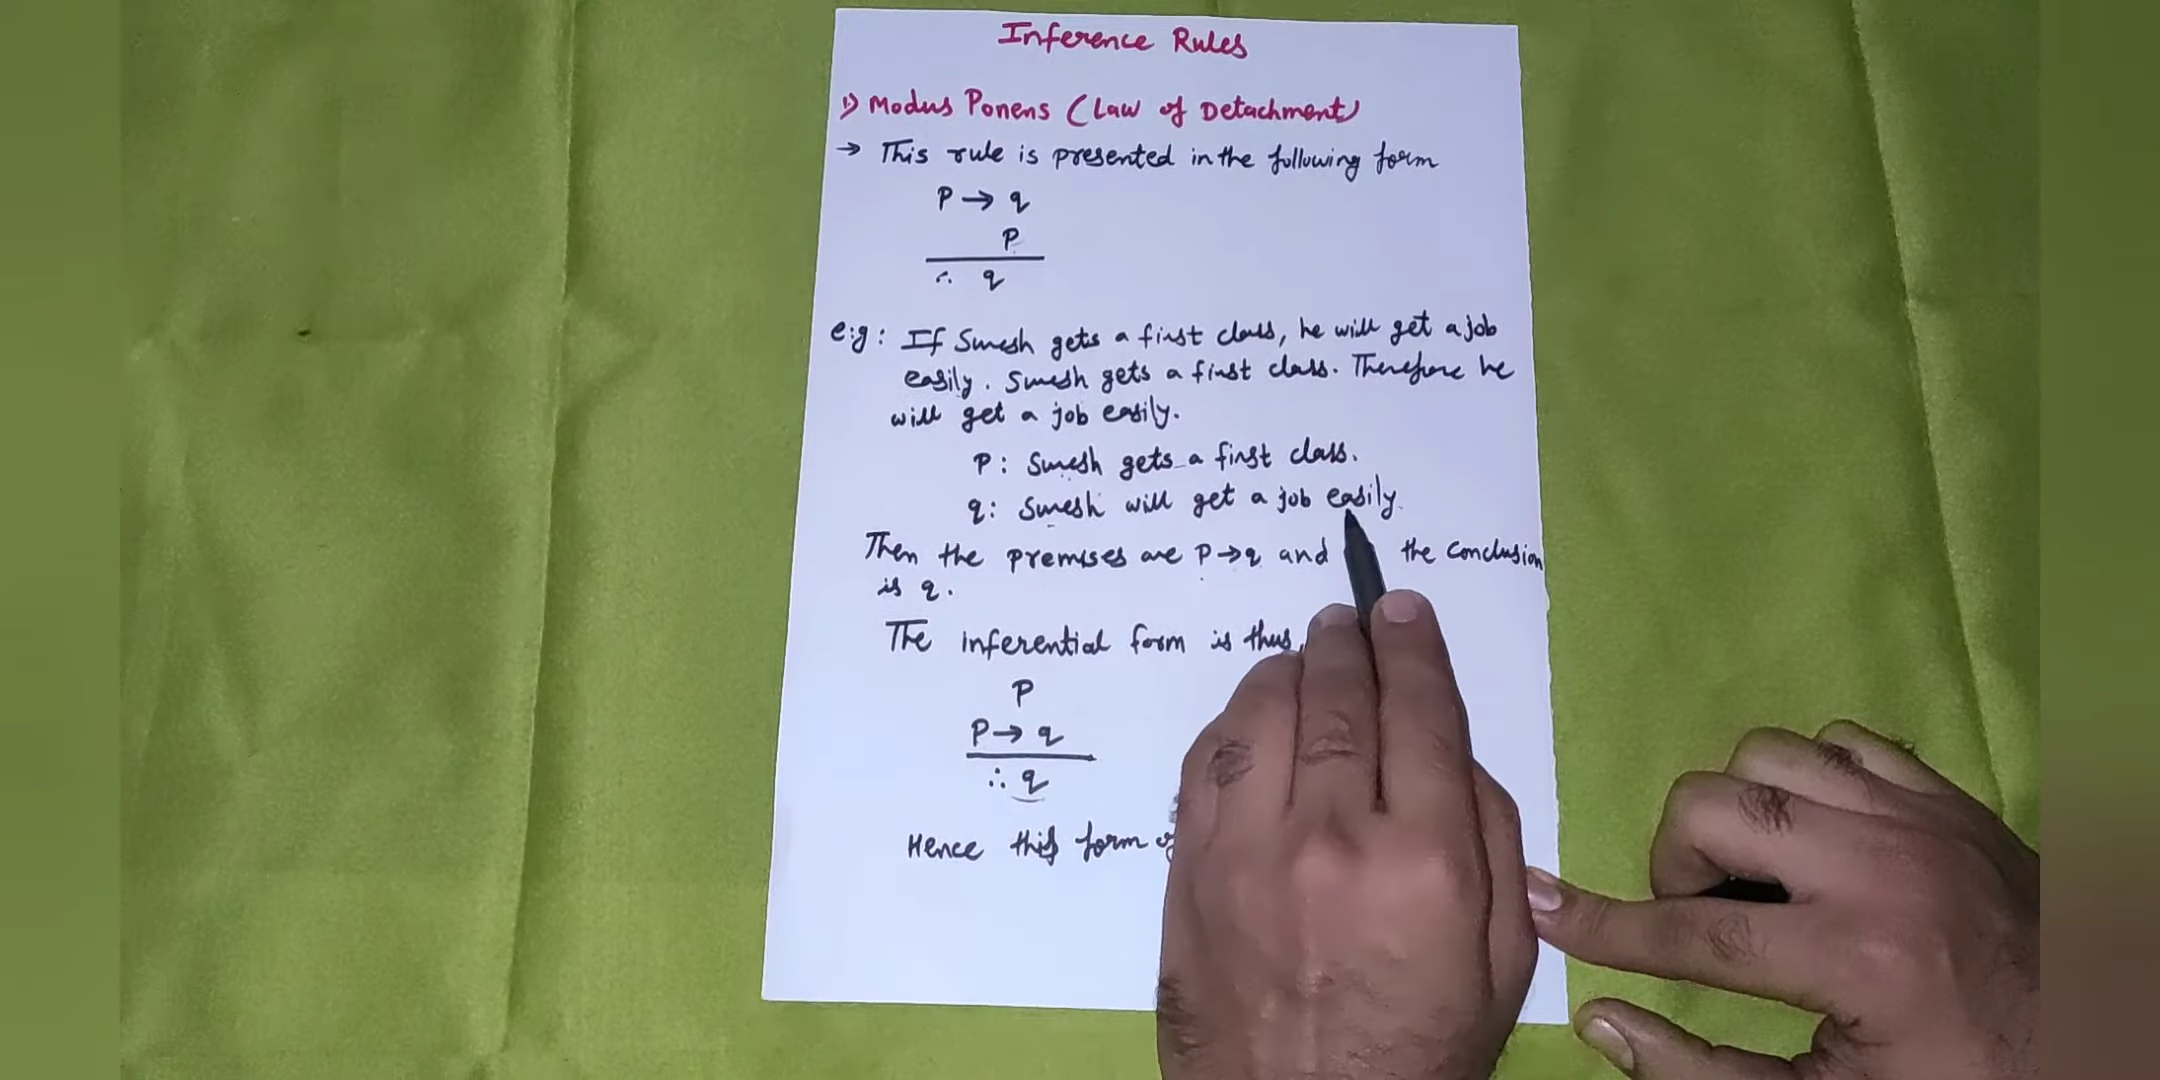 Inference Rules
1) Modus Ponens (Law of Detachment)
→ This rule is presented in the following form
P → q
P
∴ q
e.g: If Suresh gets a first class, he will get a job
easily. Suresh gets a first class. Therefore he
will get a job easily.
P: Suresh gets a first class.
q: Suresh will get a job easily.
Then the premises are P→q and the conclusion
is q.
The inferential form is thus,
P
P → q
∴ q
Hence this form